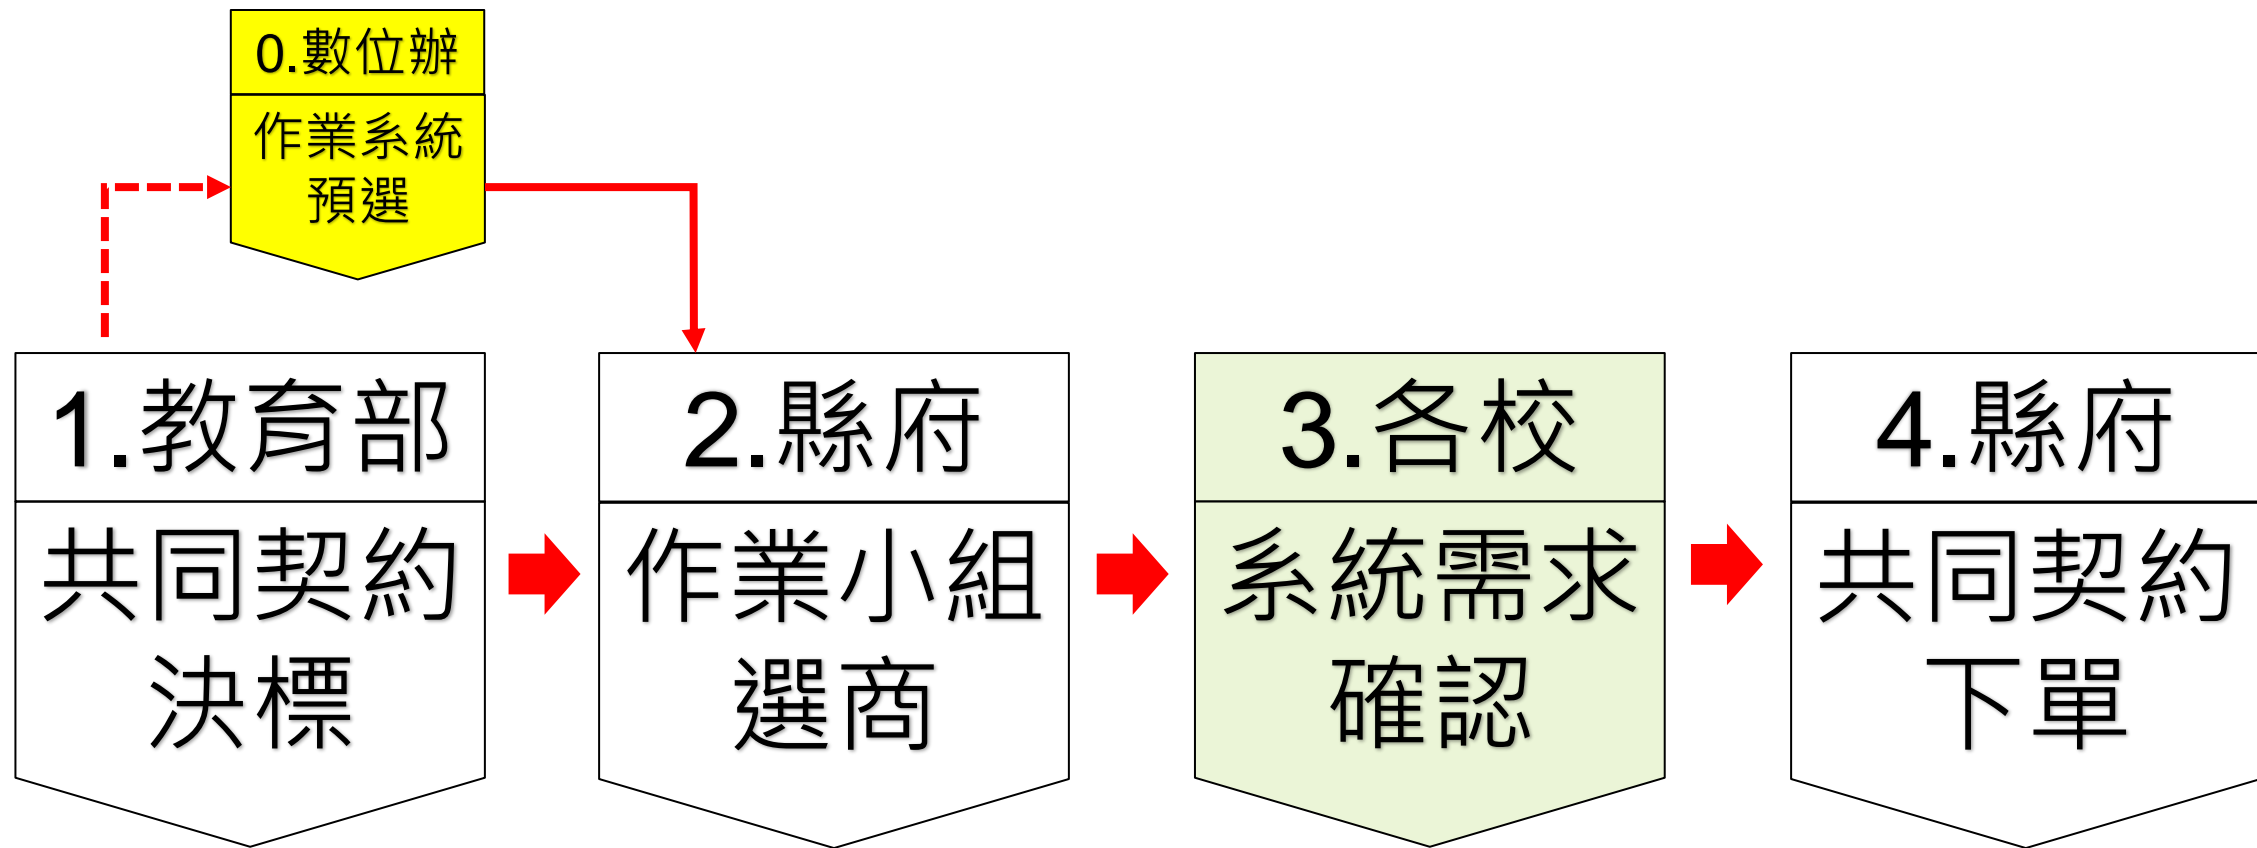 0.數位辦
作業系統
預選
1.教育部
共同契約
決標
2.縣府
作業小組
選商
3.各校
系統需求
確認
4.縣府
共同契約
下單